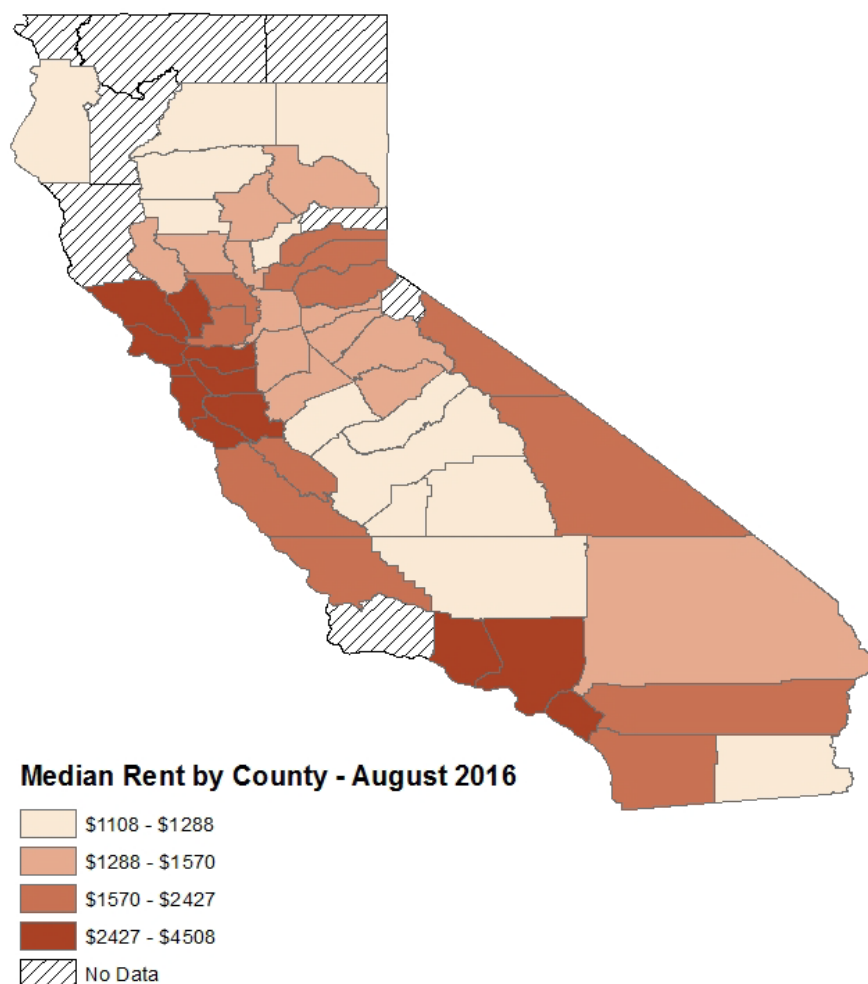 Median Rent by County - August 2016
$1108 - $1288
$1288 - $1570
$1570 - $2427
$2427 - $4508
No Data